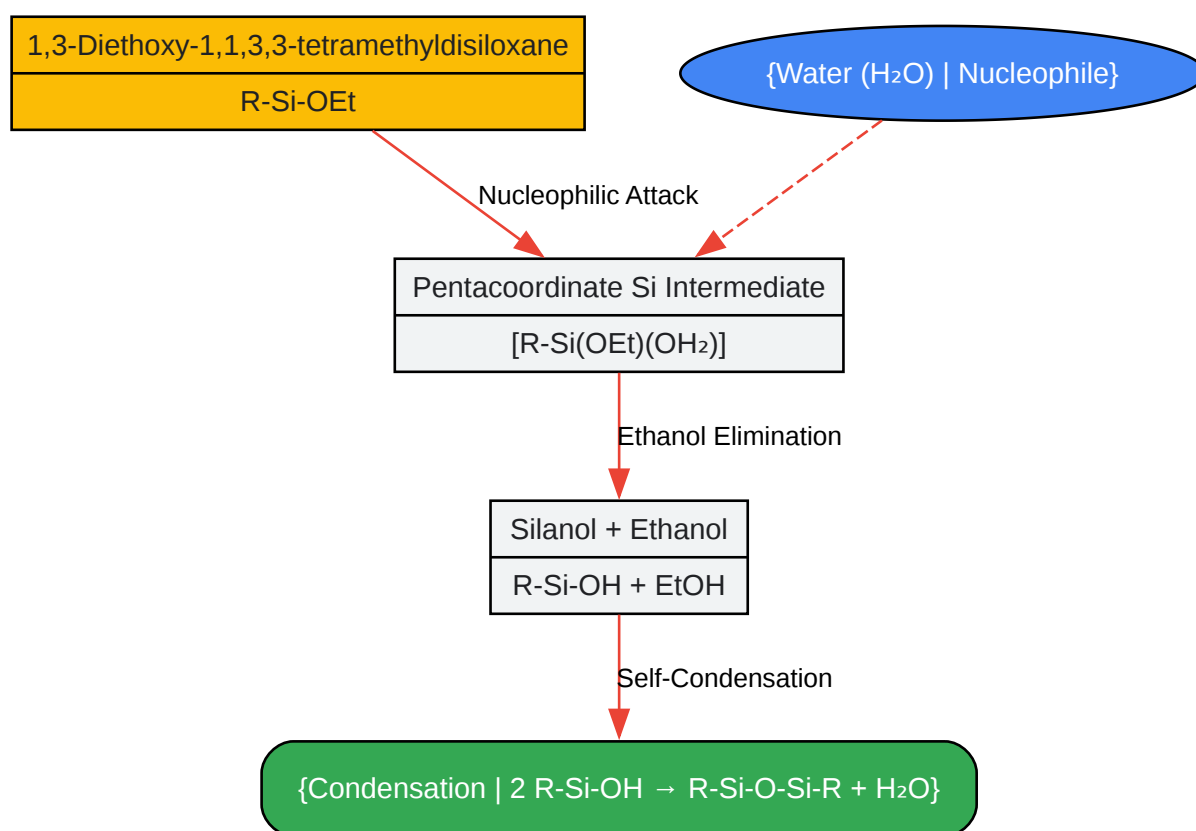 1,3-Diethoxy-1,1,3,3-tetramethyldisiloxane
R-Si-OEt
{Water (H₂O) | Nucleophile}
Nucleophilic Attack
Pentacoordinate Si Intermediate
[R-Si(OEt)(OH₂)]
Ethanol Elimination
Silanol + Ethanol
R-Si-OH + EtOH
Self-Condensation
{Condensation | 2 R-Si-OH → R-Si-O-Si-R + H₂O}